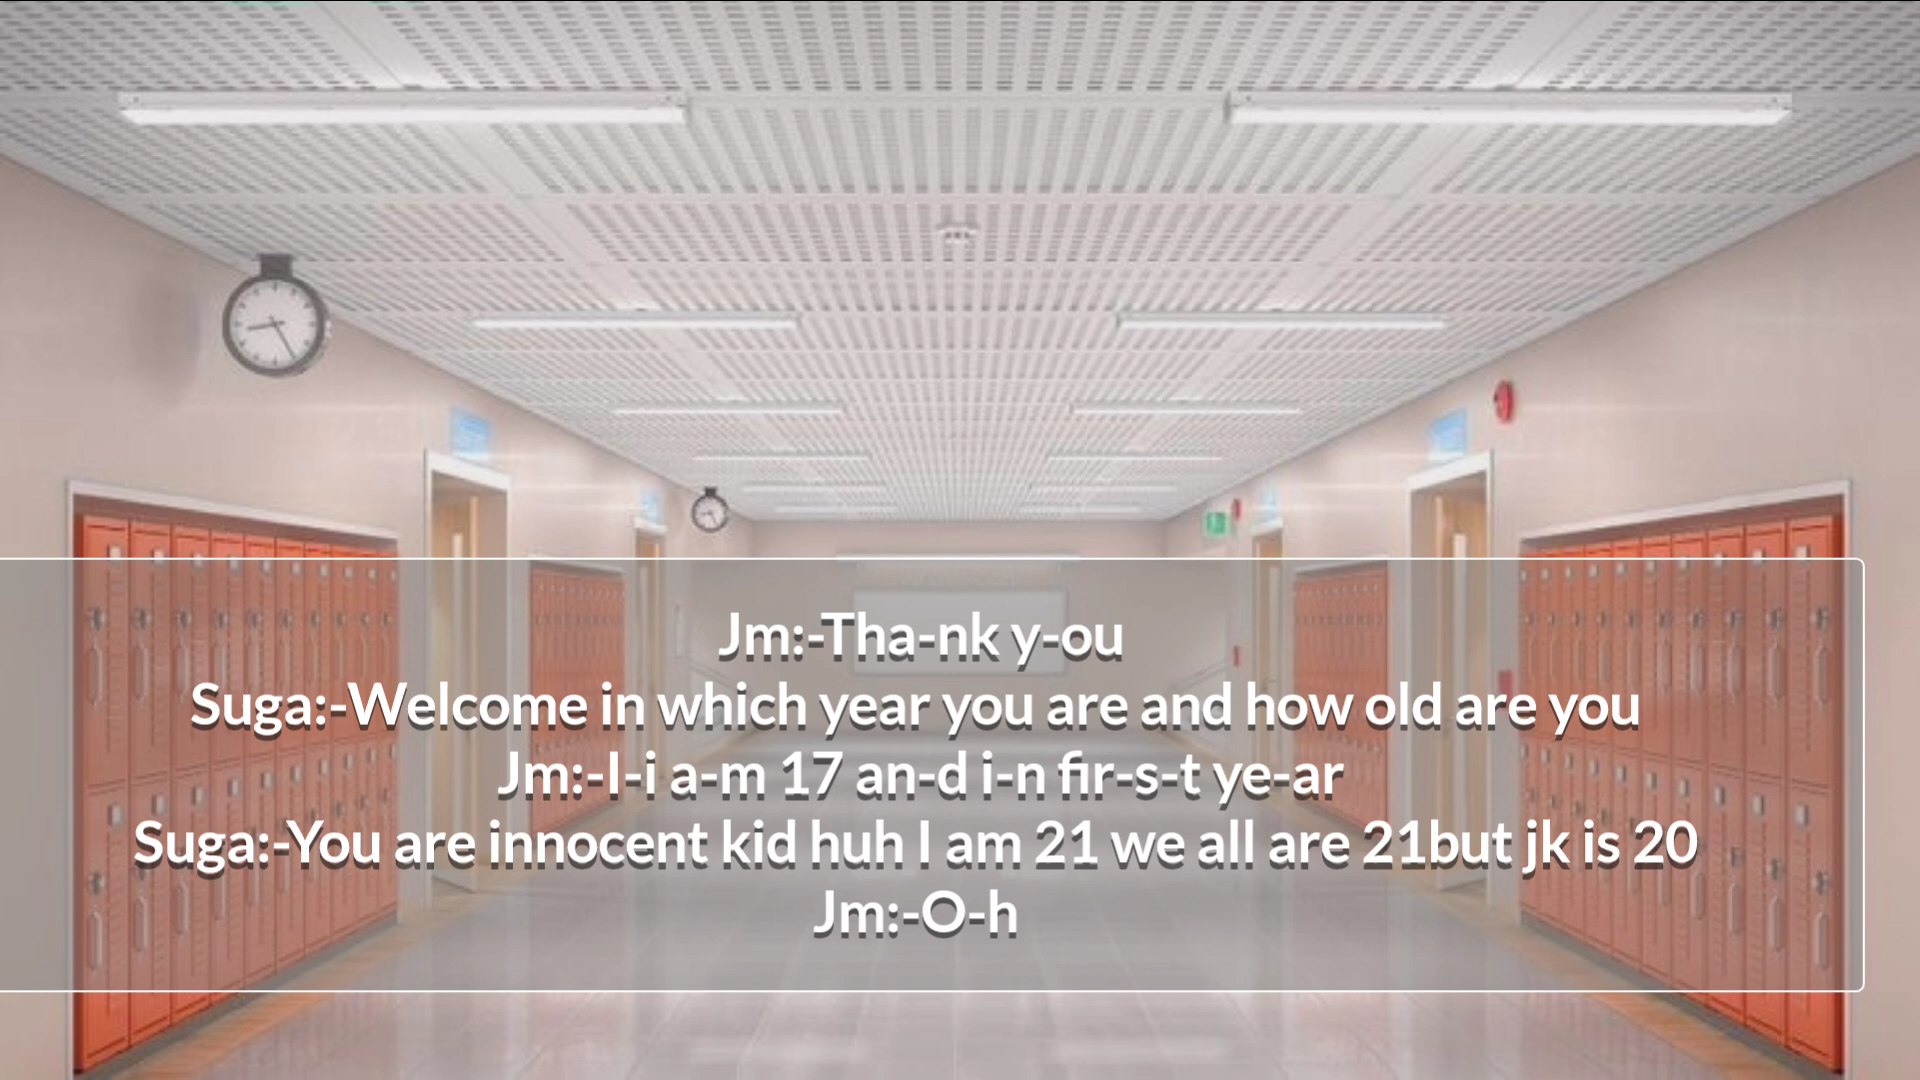 Jm:-Tha-nk y-ou
Suga:-Welcome in which year you are and how old are you
Jm:-I-i a-m 17 an-d i-n fir-s-t ye-ar
Suga:-You are innocent kid huh I am 21 we all are 21but jk is 20
Jm:-O-h